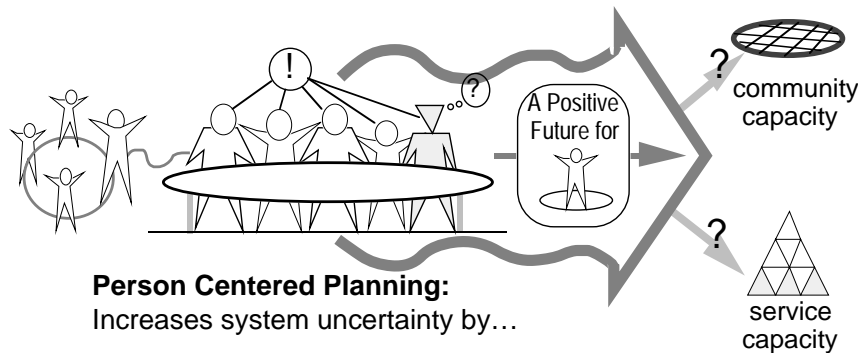 !
?
A Positive
Future for
?
community
capacity
?
service
capacity
Person Centered Planning:
Increases system uncertainty by…